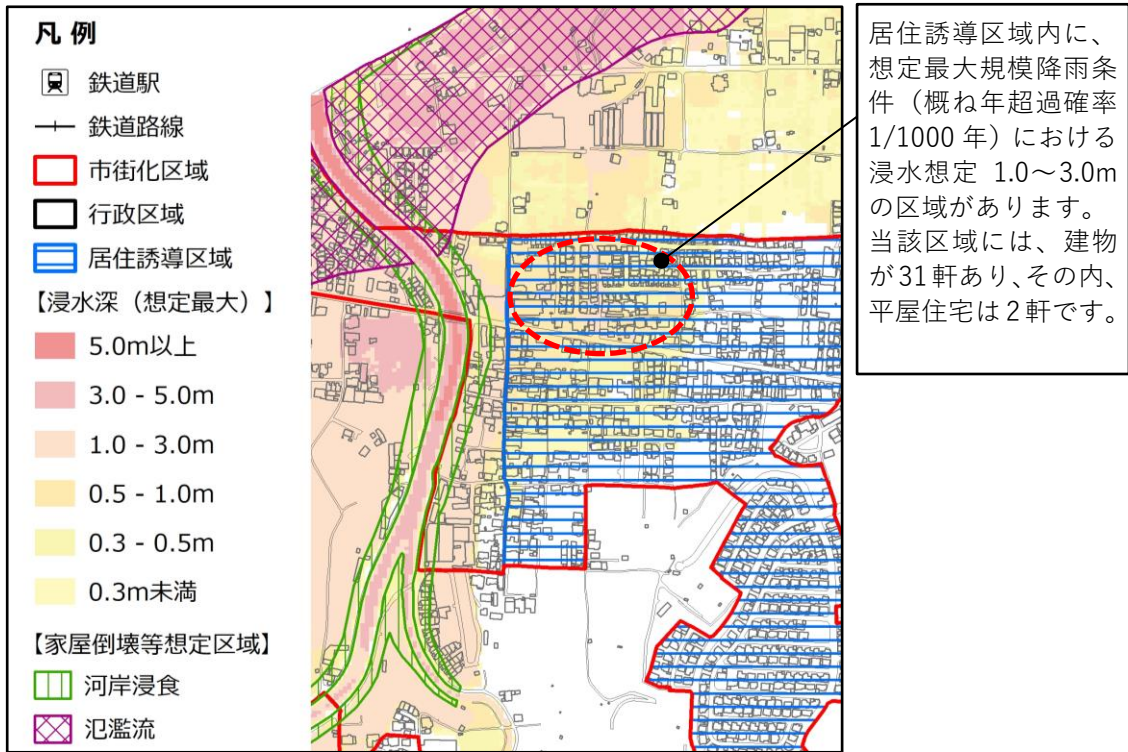 凡 例
鉄道駅
鉄道路線
市街化区域
行政区域
居住誘導区域
【浸水深（想定最大）】
5.0m以上
3.0 - 5.0m
1.0 - 3.0m
0.5 - 1.0m
0.3 - 0.5m
0.3m未満
【家屋倒壊等想定区域】
河岸浸食
氾濫流
居住誘導区域内に、
想定最大規模降雨条
件（概ね年超過確率
1/1000 年）における
浸水想定 1.0～3.0m
の区域があります。
当該区域には、建物
が31軒あり、その内、
平屋住宅は2軒です。